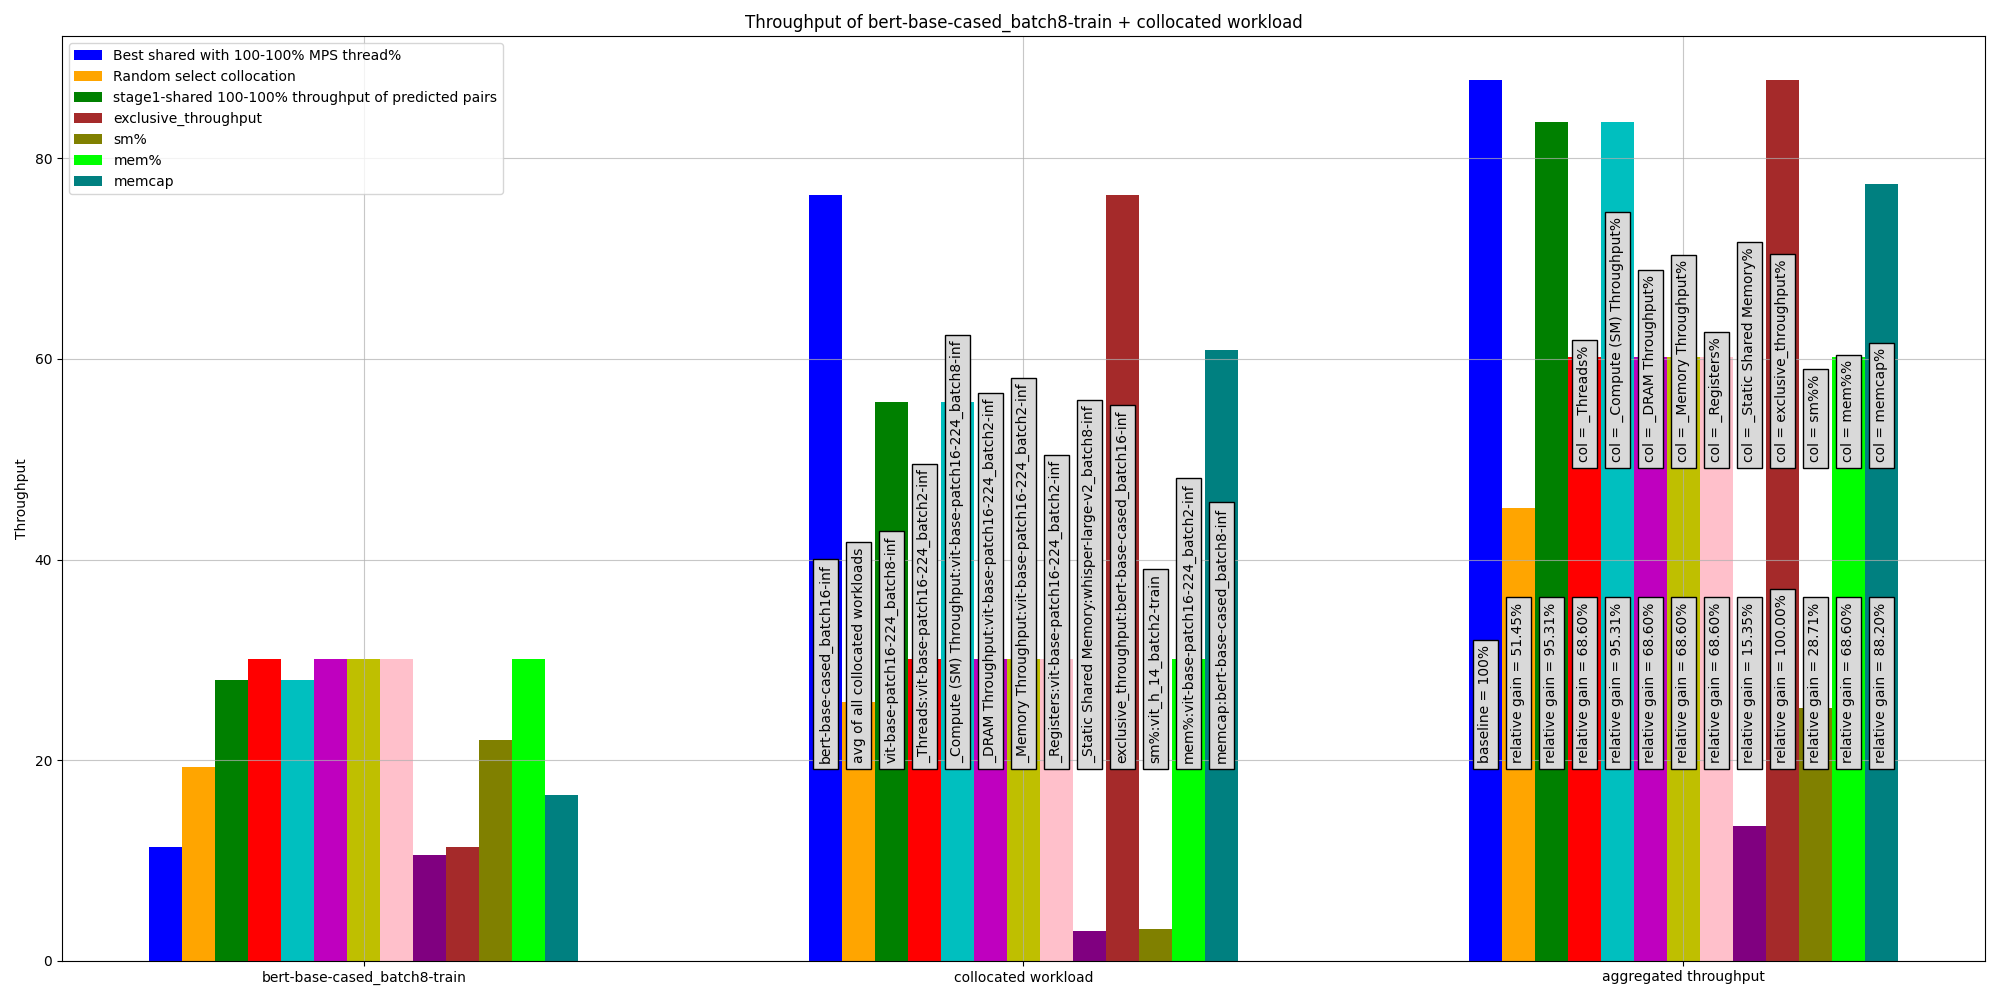 Throughput of bert-base-cased_batch8-train + collocated workload
Best shared with 100-100% MPS thread%
Random select collocation
stage1-shared 100-100% throughput of predicted pairs
exclusive_throughput
sm%
mem%
memcap
Throughput
80
60
40
20
0
bert-base-cased_batch16-inf
avg of all collocated workloads
vit-base-patch16-224_batch8-inf
_Threads:vit-base-patch16-224_batch2-inf
_Compute (SM) Throughput:vit-base-patch16-224_batch8-inf
_DRAM Throughput:vit-base-patch16-224_batch2-inf
_Memory Throughput:vit-base-patch16-224_batch2-inf
_Registers:vit-base-patch16-224_batch2-inf
_Static Shared Memory:whisper-large-v2_batch8-inf
exclusive_throughput:bert-base-cased_batch16-inf
sm%:vit_h_14_batch2-train
mem%:vit-base-patch16-224_batch2-inf
memcap:bert-base-cased_batch8-inf
col = _Threads%
col = _Compute (SM) Throughput%
col = _DRAM Throughput%
col = _Memory Throughput%
col = _Registers%
col = _Static Shared Memory%
col = exclusive_throughput%
col = sm%%
col = mem%%
col = memcap%
baseline = 100%
relative gain = 51.45%
relative gain = 95.31%
relative gain = 68.60%
relative gain = 95.31%
relative gain = 68.60%
relative gain = 68.60%
relative gain = 68.60%
relative gain = 15.35%
relative gain = 100.00%
relative gain = 28.71%
relative gain = 68.60%
relative gain = 88.20%
bert-base-cased_batch8-train
collocated workload
aggregated throughput